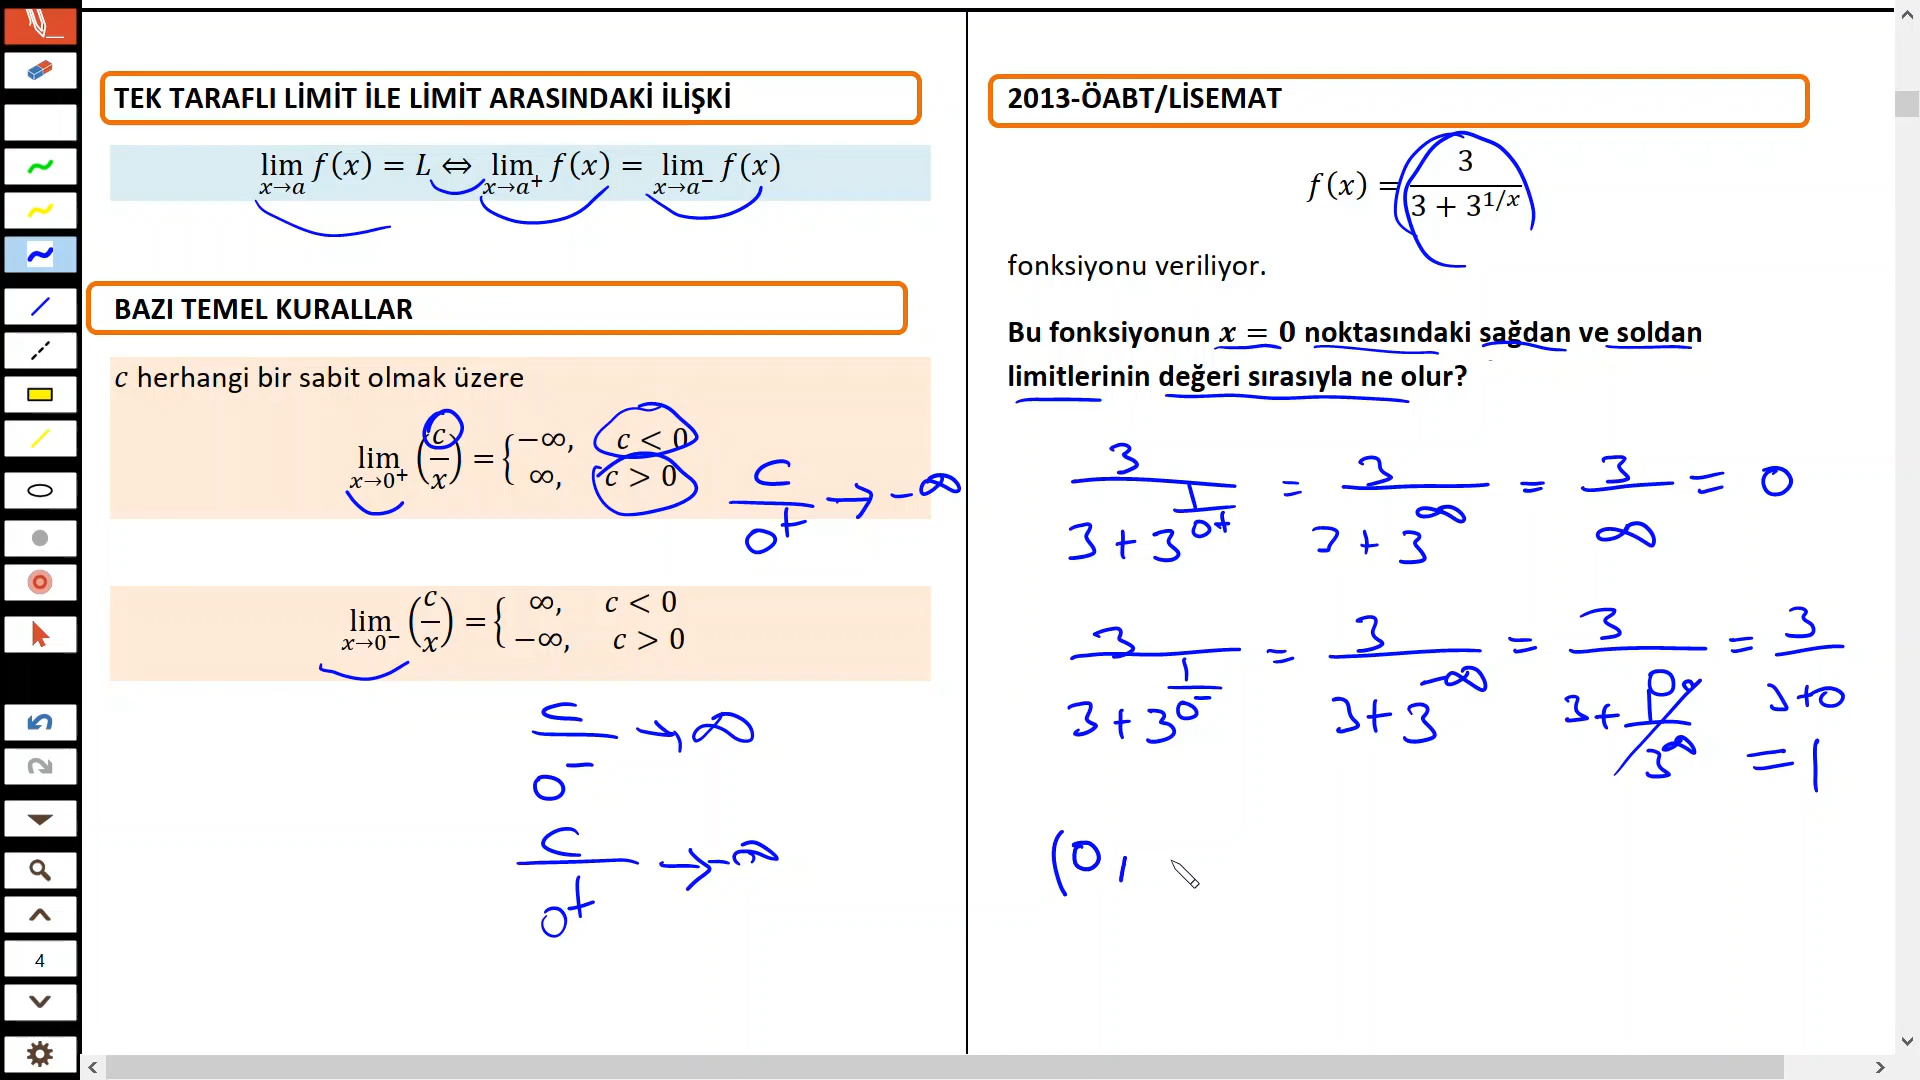 TEK TARAFLI LİMİT İLE LİMİT ARASINDAKİ İLİŞKİ
lim x→a f(x) = L ⇔ lim x→a⁺ f(x) = lim x→a⁻ f(x)
BAZI TEMEL KURALLAR
c herhangi bir sabit olmak üzere
lim x→0⁺ (c/x) = { −∞, c < 0
∞, c > 0
c/0⁺ → -∞
lim x→0⁻ (c/x) = { ∞, c < 0
−∞, c > 0
c/0⁻ → ∞
c/0⁺ → -∞
4
2013-ÖABT/LİSEMAT
f(x) = 3/(3 + 3^(1/x))
fonksiyonu veriliyor.
Bu fonksiyonun x = 0 noktasındaki sağdan ve soldan
limitlerinin değeri sırasıyla ne olur?
3/(3+3^(1/0⁺)) = 3/(3+3^∞) = 3/∞ = 0
3/(3+3^(1/0⁻)) = 3/(3+3^-∞) = 3/(3+1/3^∞) 0 = 3/(3+0)
= 1
(0,